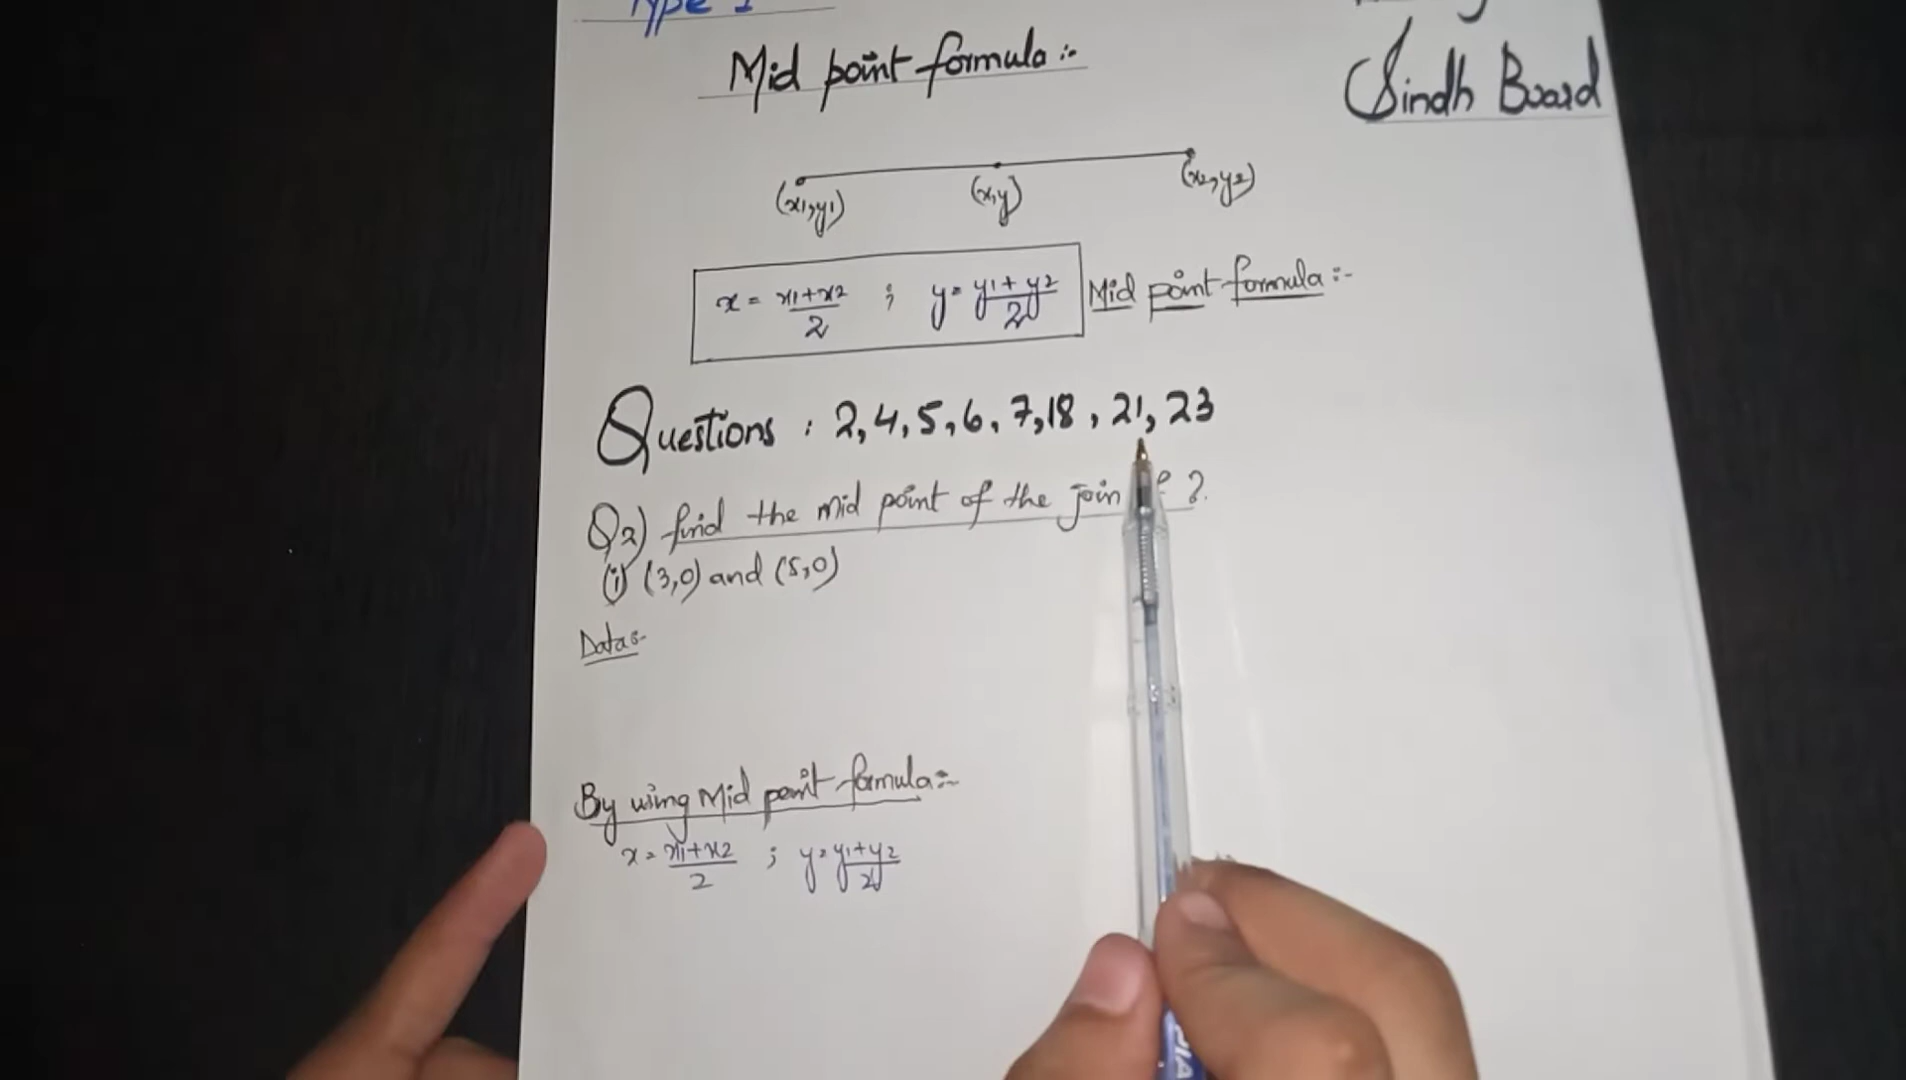 Type 1
Mid point formula:-
Sindh Board
(x1,y1) (x,y) (x2,y2)
x = x1+x2/2 ; y = y1+y2/2 Mid point formula:-
Questions : 2,4,5,6,7,18,21,23
Q2) find the mid point of the join ?
(i) (3,0) and (5,0)
Data:-
By using Mid point formula:-
x = x1+x2/2 ; y = y1+y2/2